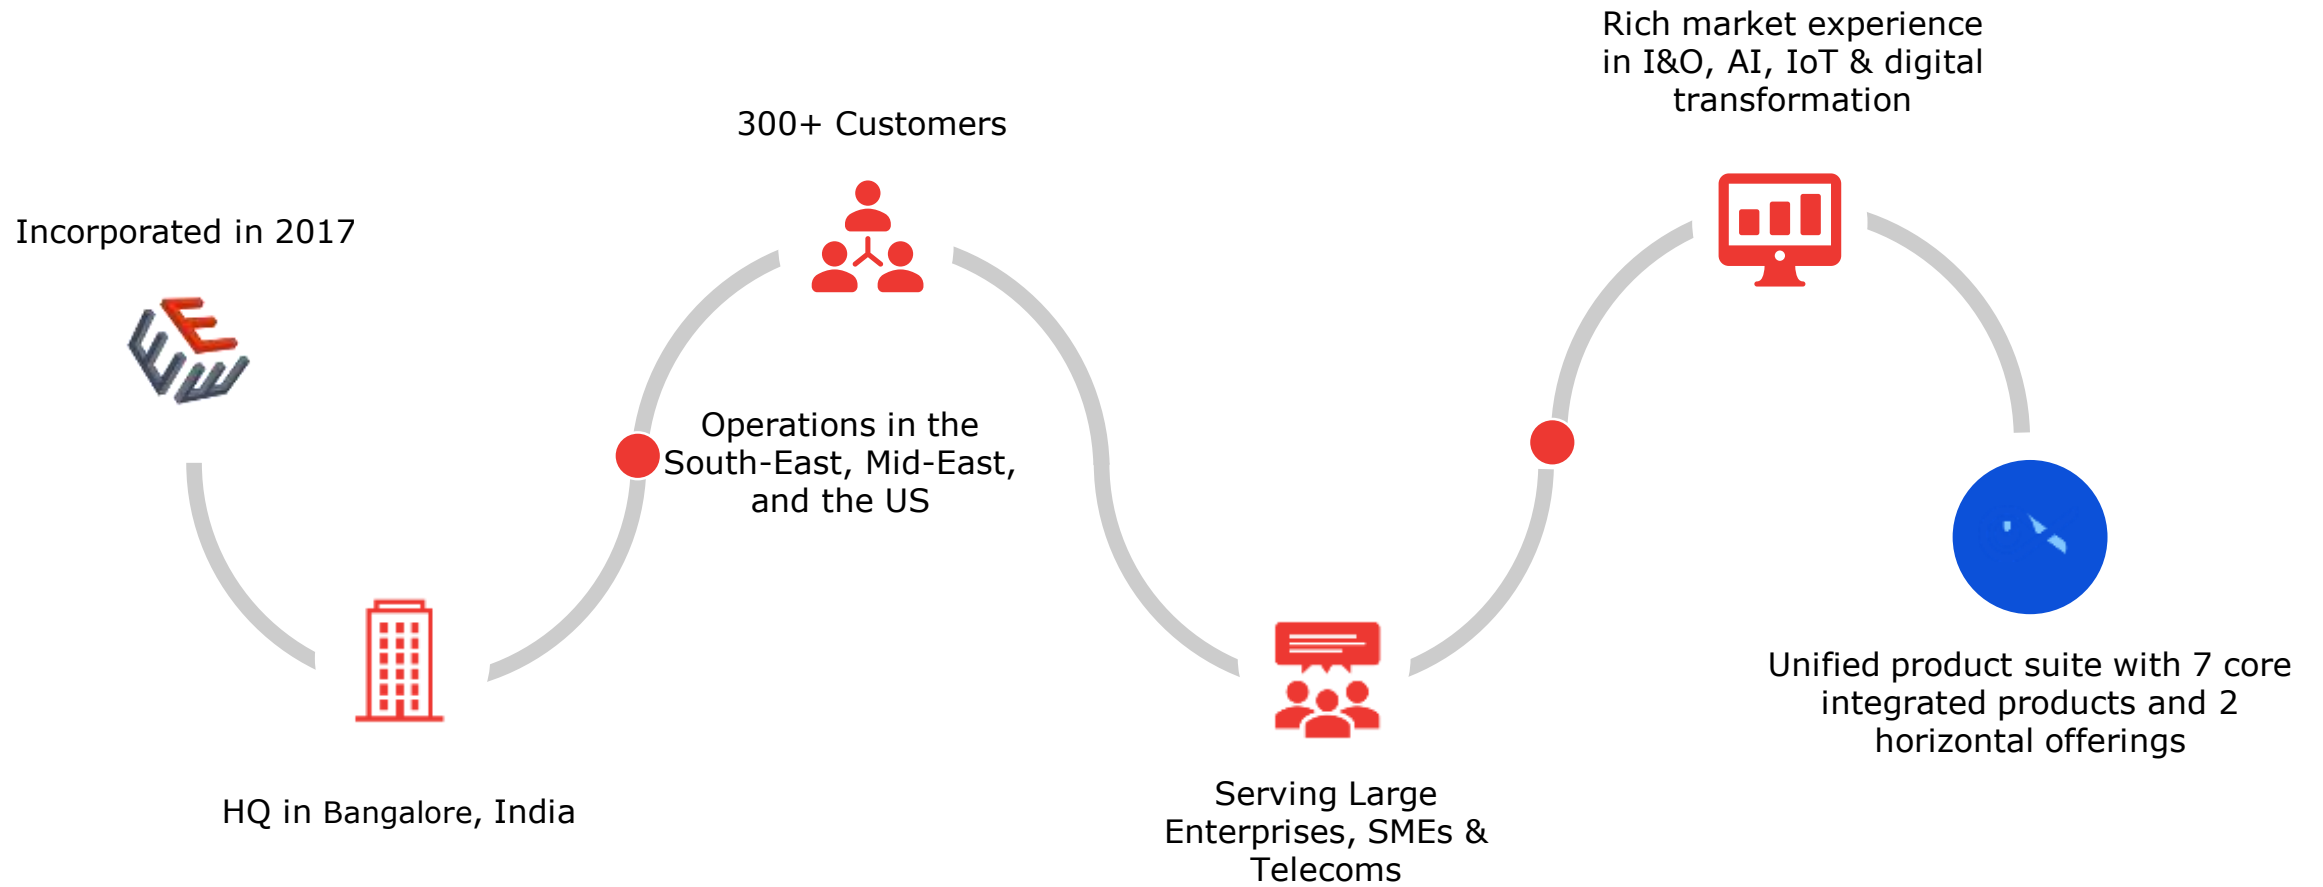 Incorporated in 2017
HQ in Bangalore, India
300+ Customers
Operations in the
South-East, Mid-East,
and the US
Serving Large
Enterprises, SMEs &
Telecoms
Rich market experience
in I&O, AI, IoT & digital
transformation
Unified product suite with 7 core
integrated products and 2
horizontal offerings